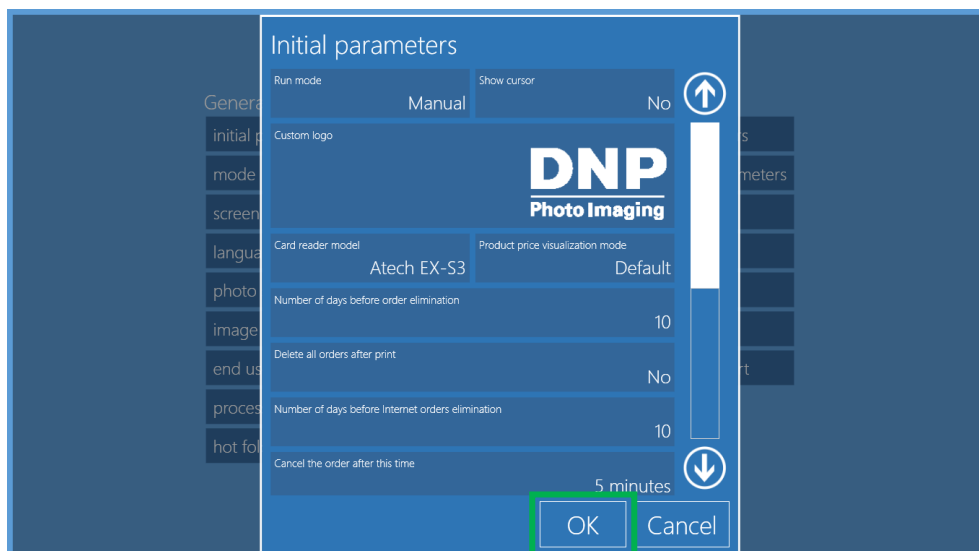 Initial parameters
Run mode
Manual
Show cursor
No
Custom logo
DNP
Photo Imaging
Card reader model
Atech EX-S3
Product price visualization mode
Default
Number of days before order elimination
10
Delete all orders after print
No
Number of days before Internet orders elimination
10
Cancel the order after this time
5 minutes
OK
Cancel
Genera
initial p
mode
screen
langua
photo
image
end us
proces
hot fol
s
meters
rt